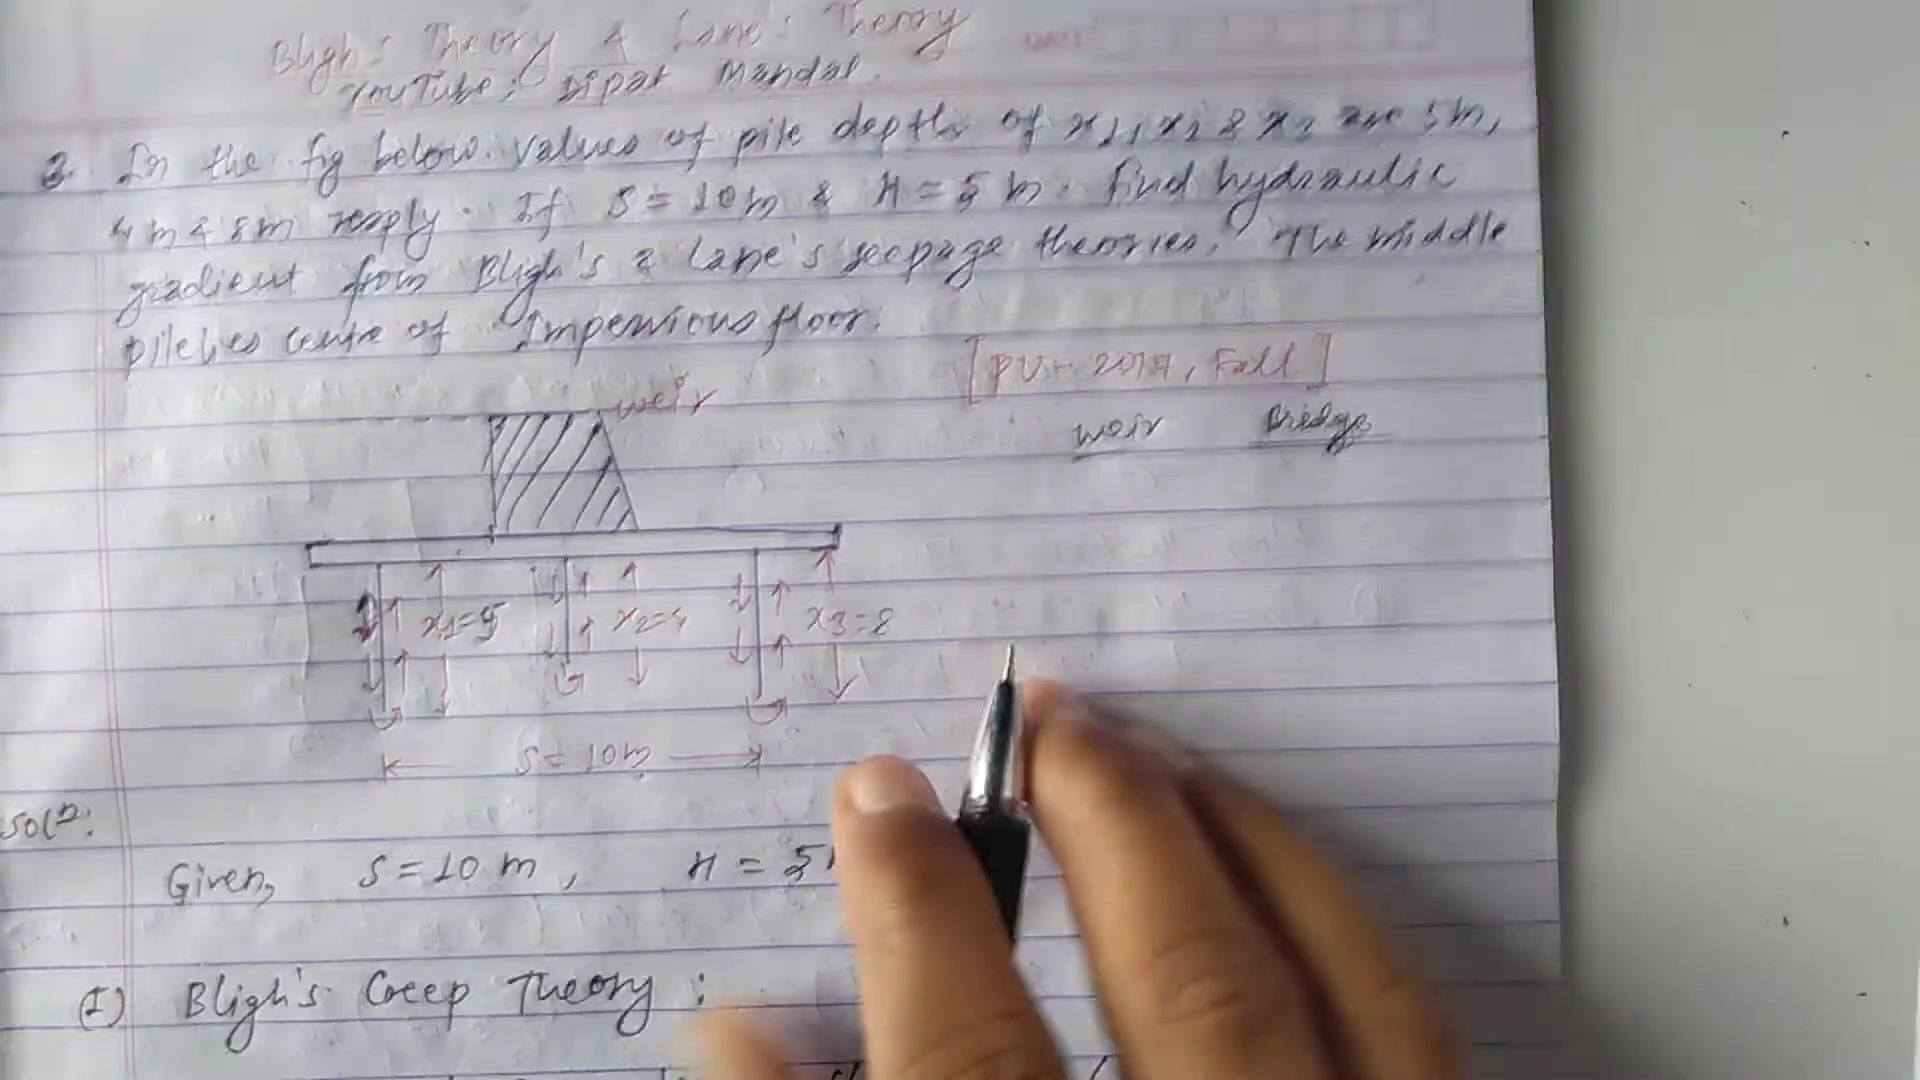 Bligh's Theory & Lane's Theory
DATE
YouTube: Dipak Mandal.
3. In the fig below. values of pile depth of x1, x2 & x3 are 5m,
4m & 8m resply. If S = 10m & H = 5m. Find hydraulic
gradient from Bligh's & Lane's seepage theories. The middle
pile lies centre of Impervious floor.
[PU - 2017, Fall]
weir
weir Bridge
x1=5 x2=4 x3=8
S = 10m
Solⁿ:
Given, S = 10 m, H = 5
(I) Bligh's Creep Theory :